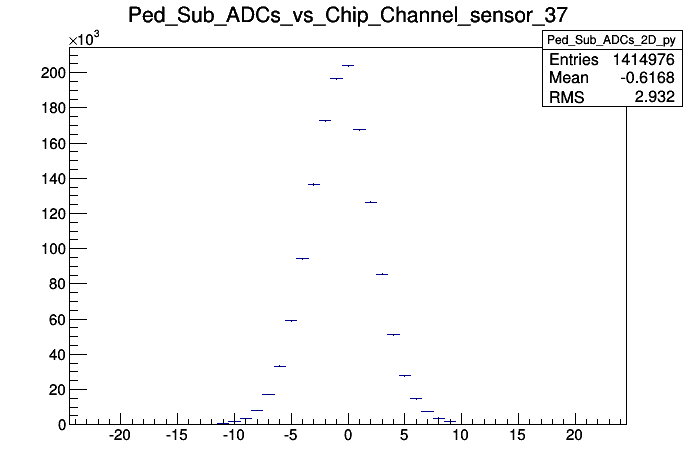 Ped_Sub_ADCs_vs_Chip_Channel_sensor_37
×10³
Ped_Sub_ADCs_2D_py
Entries 1414976
Mean -0.6168
RMS 2.932
200
180
160
140
120
100
80
60
40
20
0
-20 -15 -10 -5 0 5 10 15 20